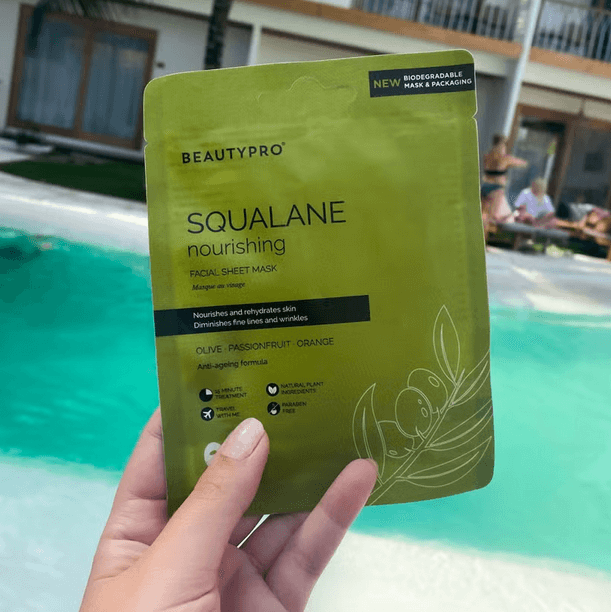 NEW BIODEGRADABLE
MASK & PACKAGING
BEAUTYPRO®
SQUALANE
nourishing
FACIAL SHEET MASK
Masque au visage
Nourishes and rehydrates skin
Diminishes fine lines and wrinkles
OLIVE · PASSIONFRUIT · ORANGE
Anti-ageing formula
15 MINUTE
TREATMENT
NATURAL PLANT
INGREDIENTS
TRAVEL
WITH ME
PARABEN
FREE